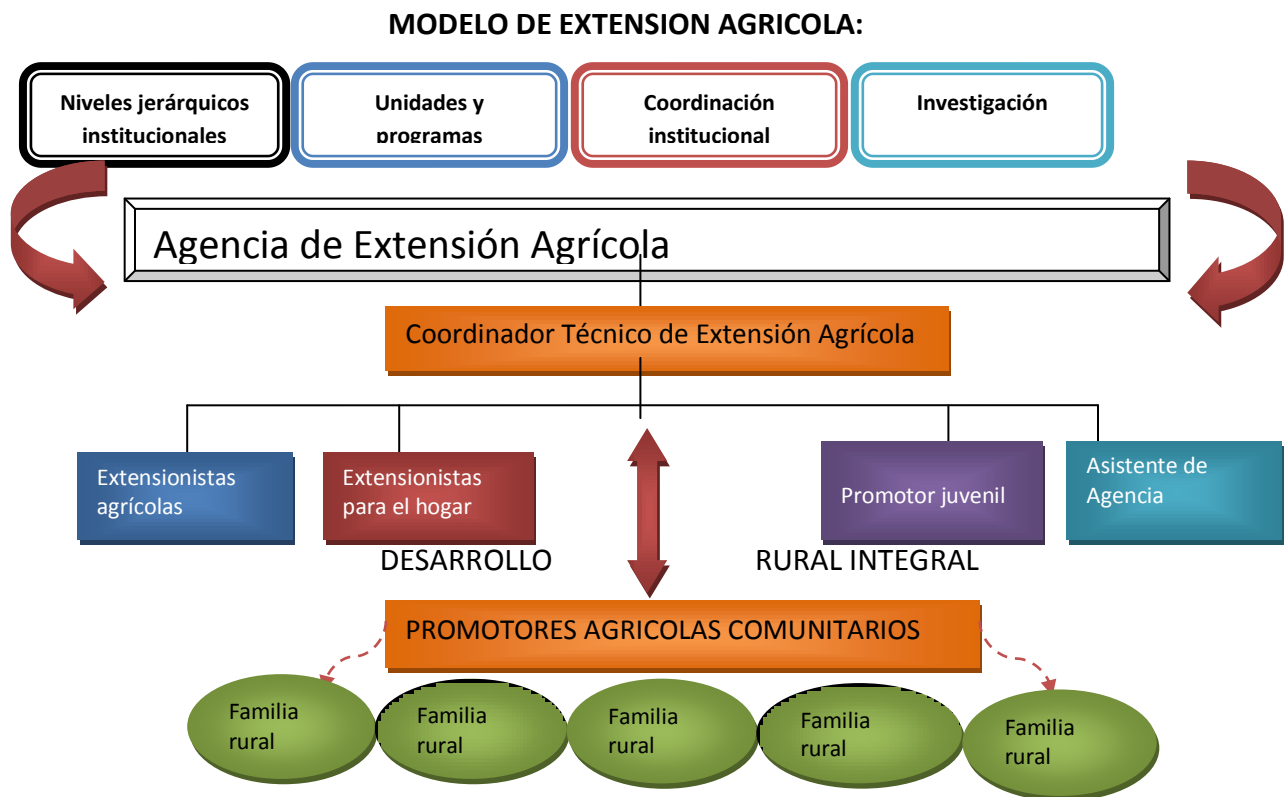 MODELO DE EXTENSION AGRICOLA:
Niveles jerárquicos
institucionales
Unidades y
programas
Coordinación
institucional
Investigación
Agencia de Extensión Agrícola
Coordinador Técnico de Extensión Agrícola
Extensionistas
agrícolas
Extensionistas
para el hogar
Promotor juvenil
Asistente de
Agencia
DESARROLLO
RURAL INTEGRAL
PROMOTORES AGRICOLAS COMUNITARIOS
Familia
rural
Familia
rural
Familia
rural
Familia
rural
Familia
rural